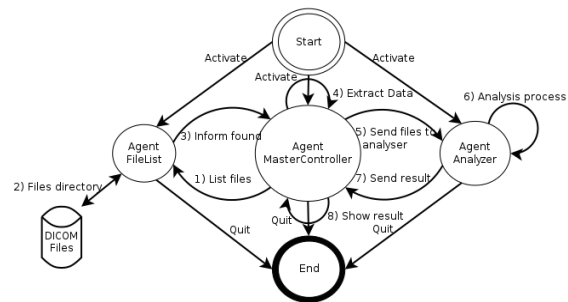 Start
Activate
Activate
Activate
4) Extract Data
6) Analysis process
3) Inform found
5) Send files to
analyser
Agent
FileList
Agent
MasterController
Agent
Analyzer
1) List files
7) Send result
2) Files directory
DICOM
Files
Quit
Quit
8) Show result
Quit
End